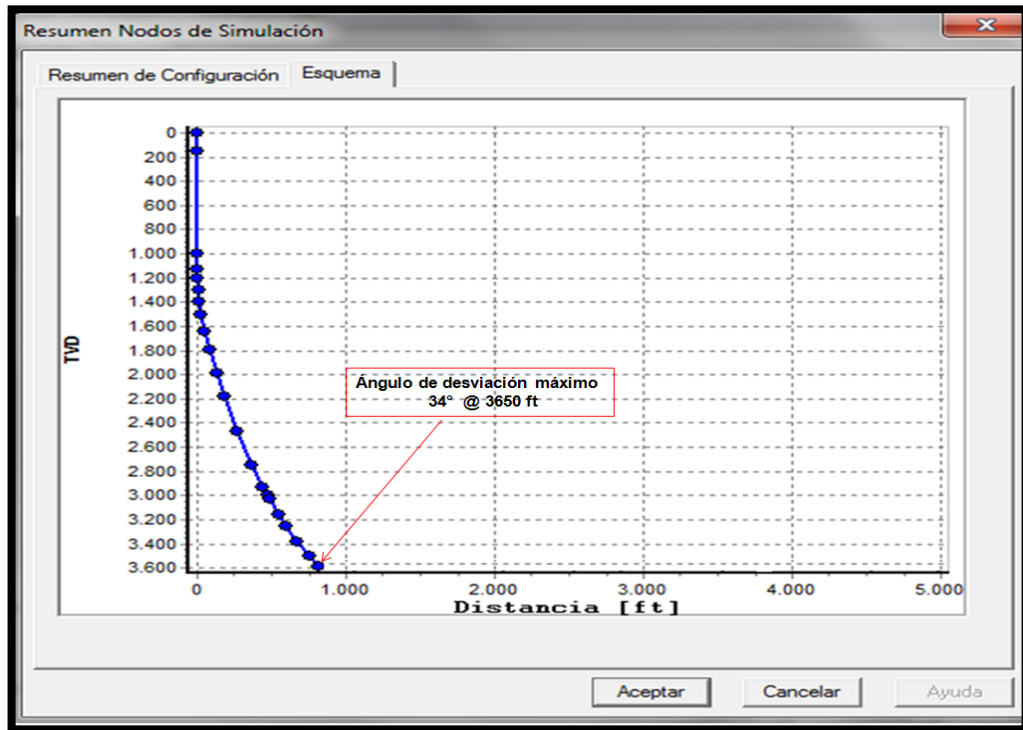 Resumen Nodos de Simulación
Resumen de Configuración Esquema
0
200
400
600
800
1.000
1.200
1.400
1.600
1.800
2.000
2.200
2.400
2.600
2.800
3.000
3.200
3.400
3.600
TVD
Ángulo de desviación máximo
34° @ 3650 ft
0 1.000 2.000 3.000 4.000 5.000
Distancia [ft]
Aceptar Cancelar Ayuda